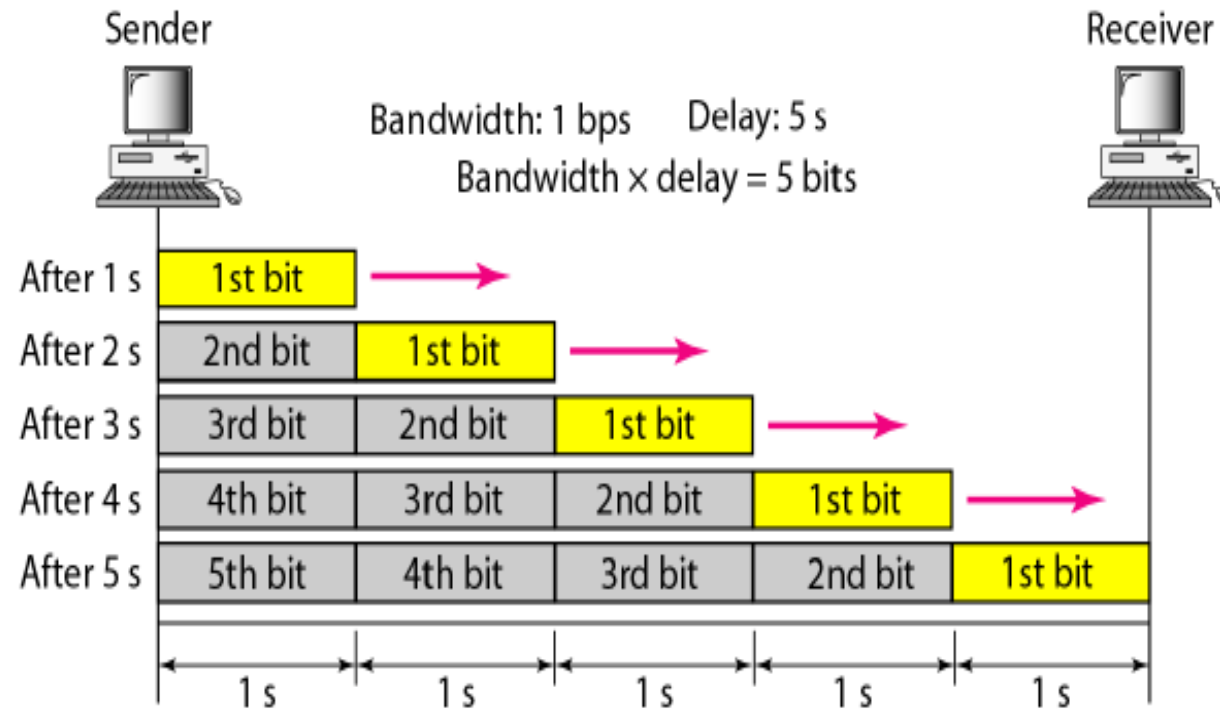 Sender Receiver
Bandwidth: 1 bps Delay: 5 s
Bandwidth × delay = 5 bits
After 1 s 1st bit
After 2 s 2nd bit 1st bit
After 3 s 3rd bit 2nd bit 1st bit
After 4 s 4th bit 3rd bit 2nd bit 1st bit
After 5 s 5th bit 4th bit 3rd bit 2nd bit 1st bit
1 s 1 s 1 s 1 s 1 s